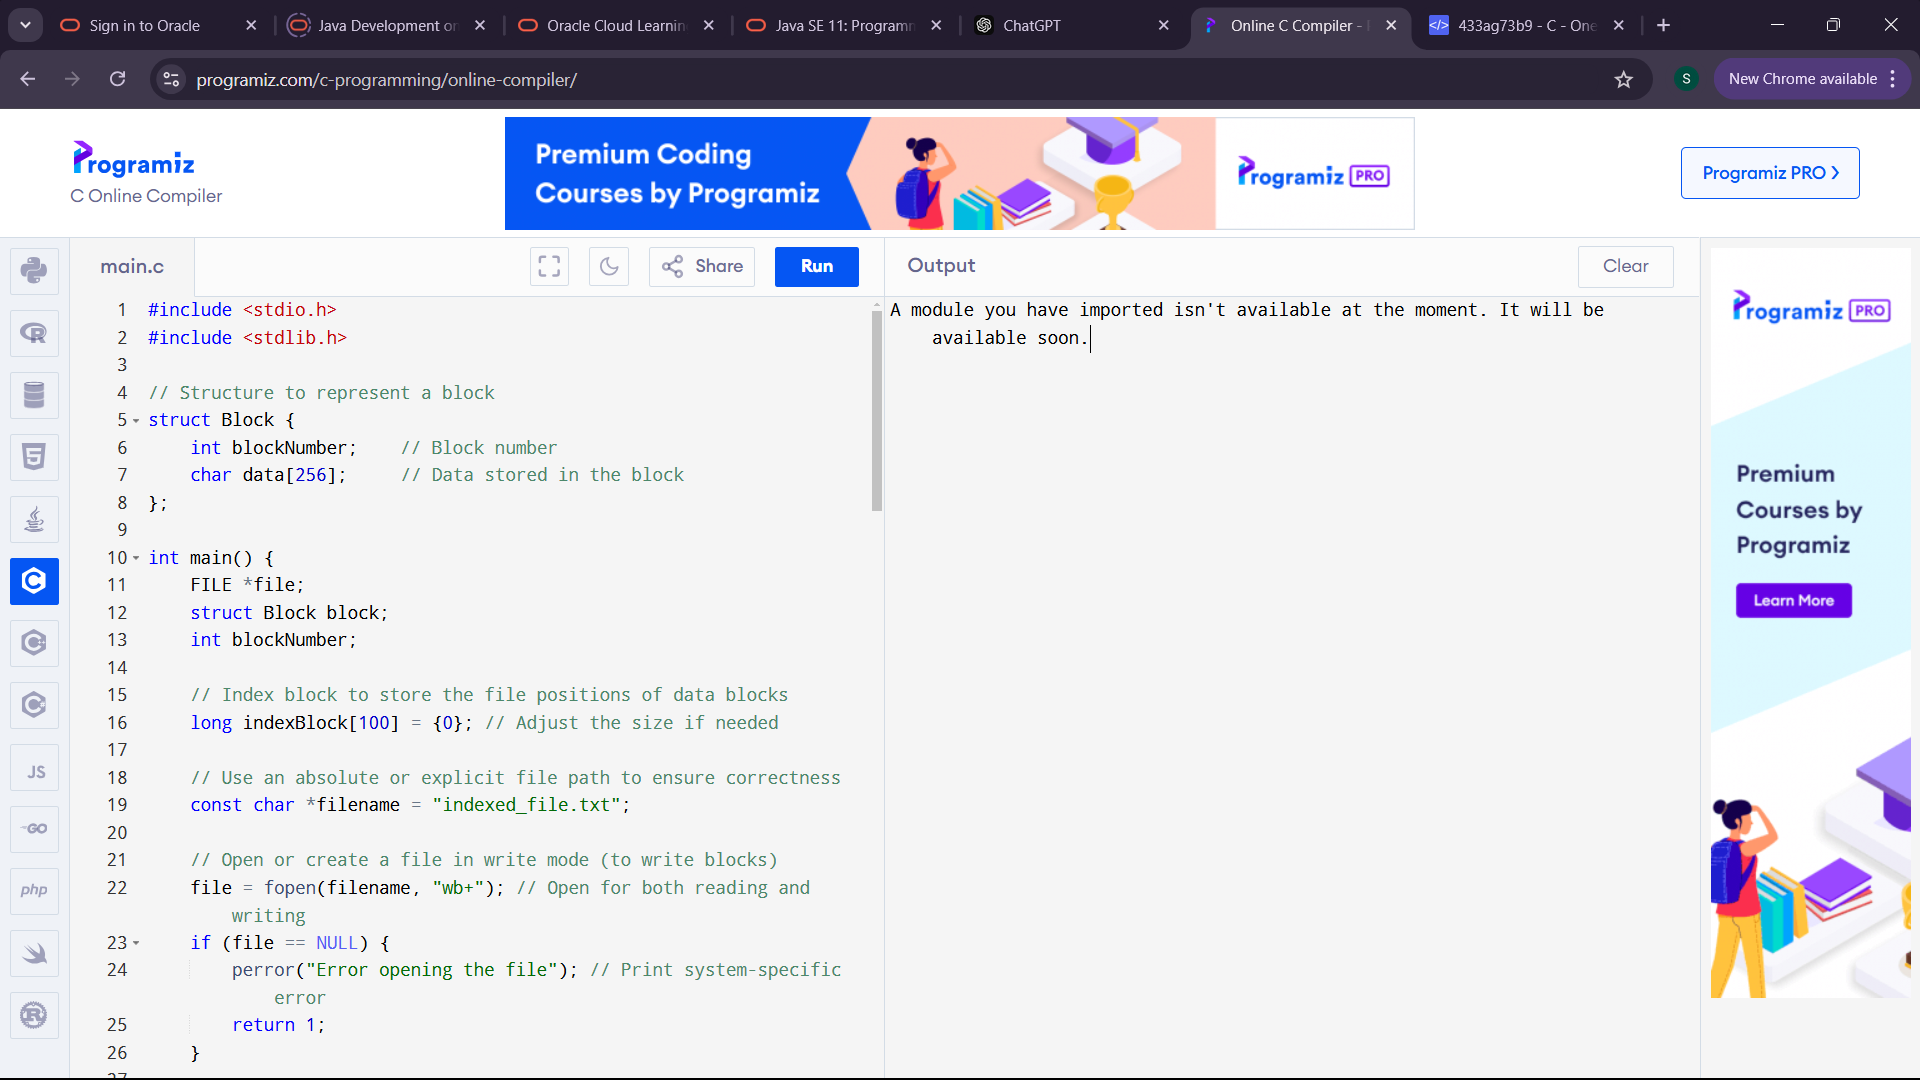 Sign in to Oracle
Java Development on
Oracle Cloud Learnin
Java SE 11: Programm
ChatGPT
Online C Compiler -
433ag73b9 - C - One
programiz.com/c-programming/online-compiler/
S
New Chrome available
Programiz
C Online Compiler
Premium Coding
Courses by Programiz
Programiz PRO
Programiz PRO
main.c
Share
Run
Output
Clear
1 #include <stdio.h>
2 #include <stdlib.h>
3
4 // Structure to represent a block
5 struct Block {
6 int blockNumber; // Block number
7 char data[256]; // Data stored in the block
8 };
9
10 int main() {
11 FILE *file;
12 struct Block block;
13 int blockNumber;
14
15 // Index block to store the file positions of data blocks
16 long indexBlock[100] = {0}; // Adjust the size if needed
17
18 // Use an absolute or explicit file path to ensure correctness
19 const char *filename = "indexed_file.txt";
20
21 // Open or create a file in write mode (to write blocks)
22 file = fopen(filename, "wb+"); // Open for both reading and
writing
23 if (file == NULL) {
24 perror("Error opening the file"); // Print system-specific
error
25 return 1;
26 }
A module you have imported isn't available at the moment. It will be
available soon.
JS
GO
php
Programiz PRO
Premium
Courses by
Programiz
Learn More